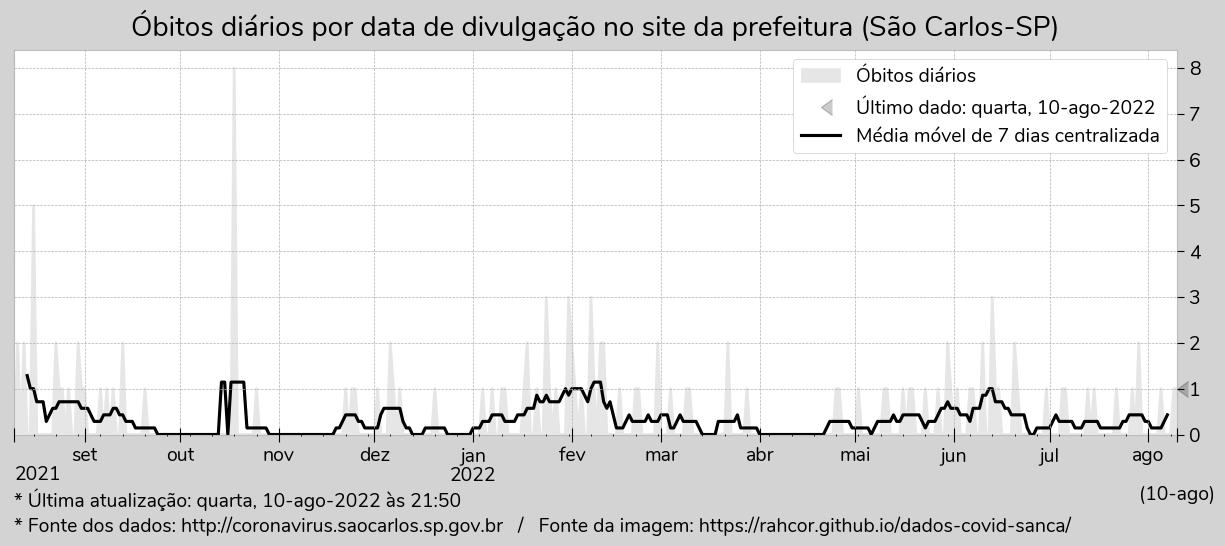 Óbitos diários por data de divulgação no site da prefeitura (São Carlos-SP)
Óbitos diários
Último dado: quarta, 10-ago-2022
Média móvel de 7 dias centralizada
8
7
6
5
4
3
2
1
0
set out nov dez jan fev mar abr mai jun jul ago
2021 2022
(10-ago)
* Última atualização: quarta, 10-ago-2022 às 21:50
* Fonte dos dados: http://coronavirus.saocarlos.sp.gov.br / Fonte da imagem: https://rahcor.github.io/dados-covid-sanca/